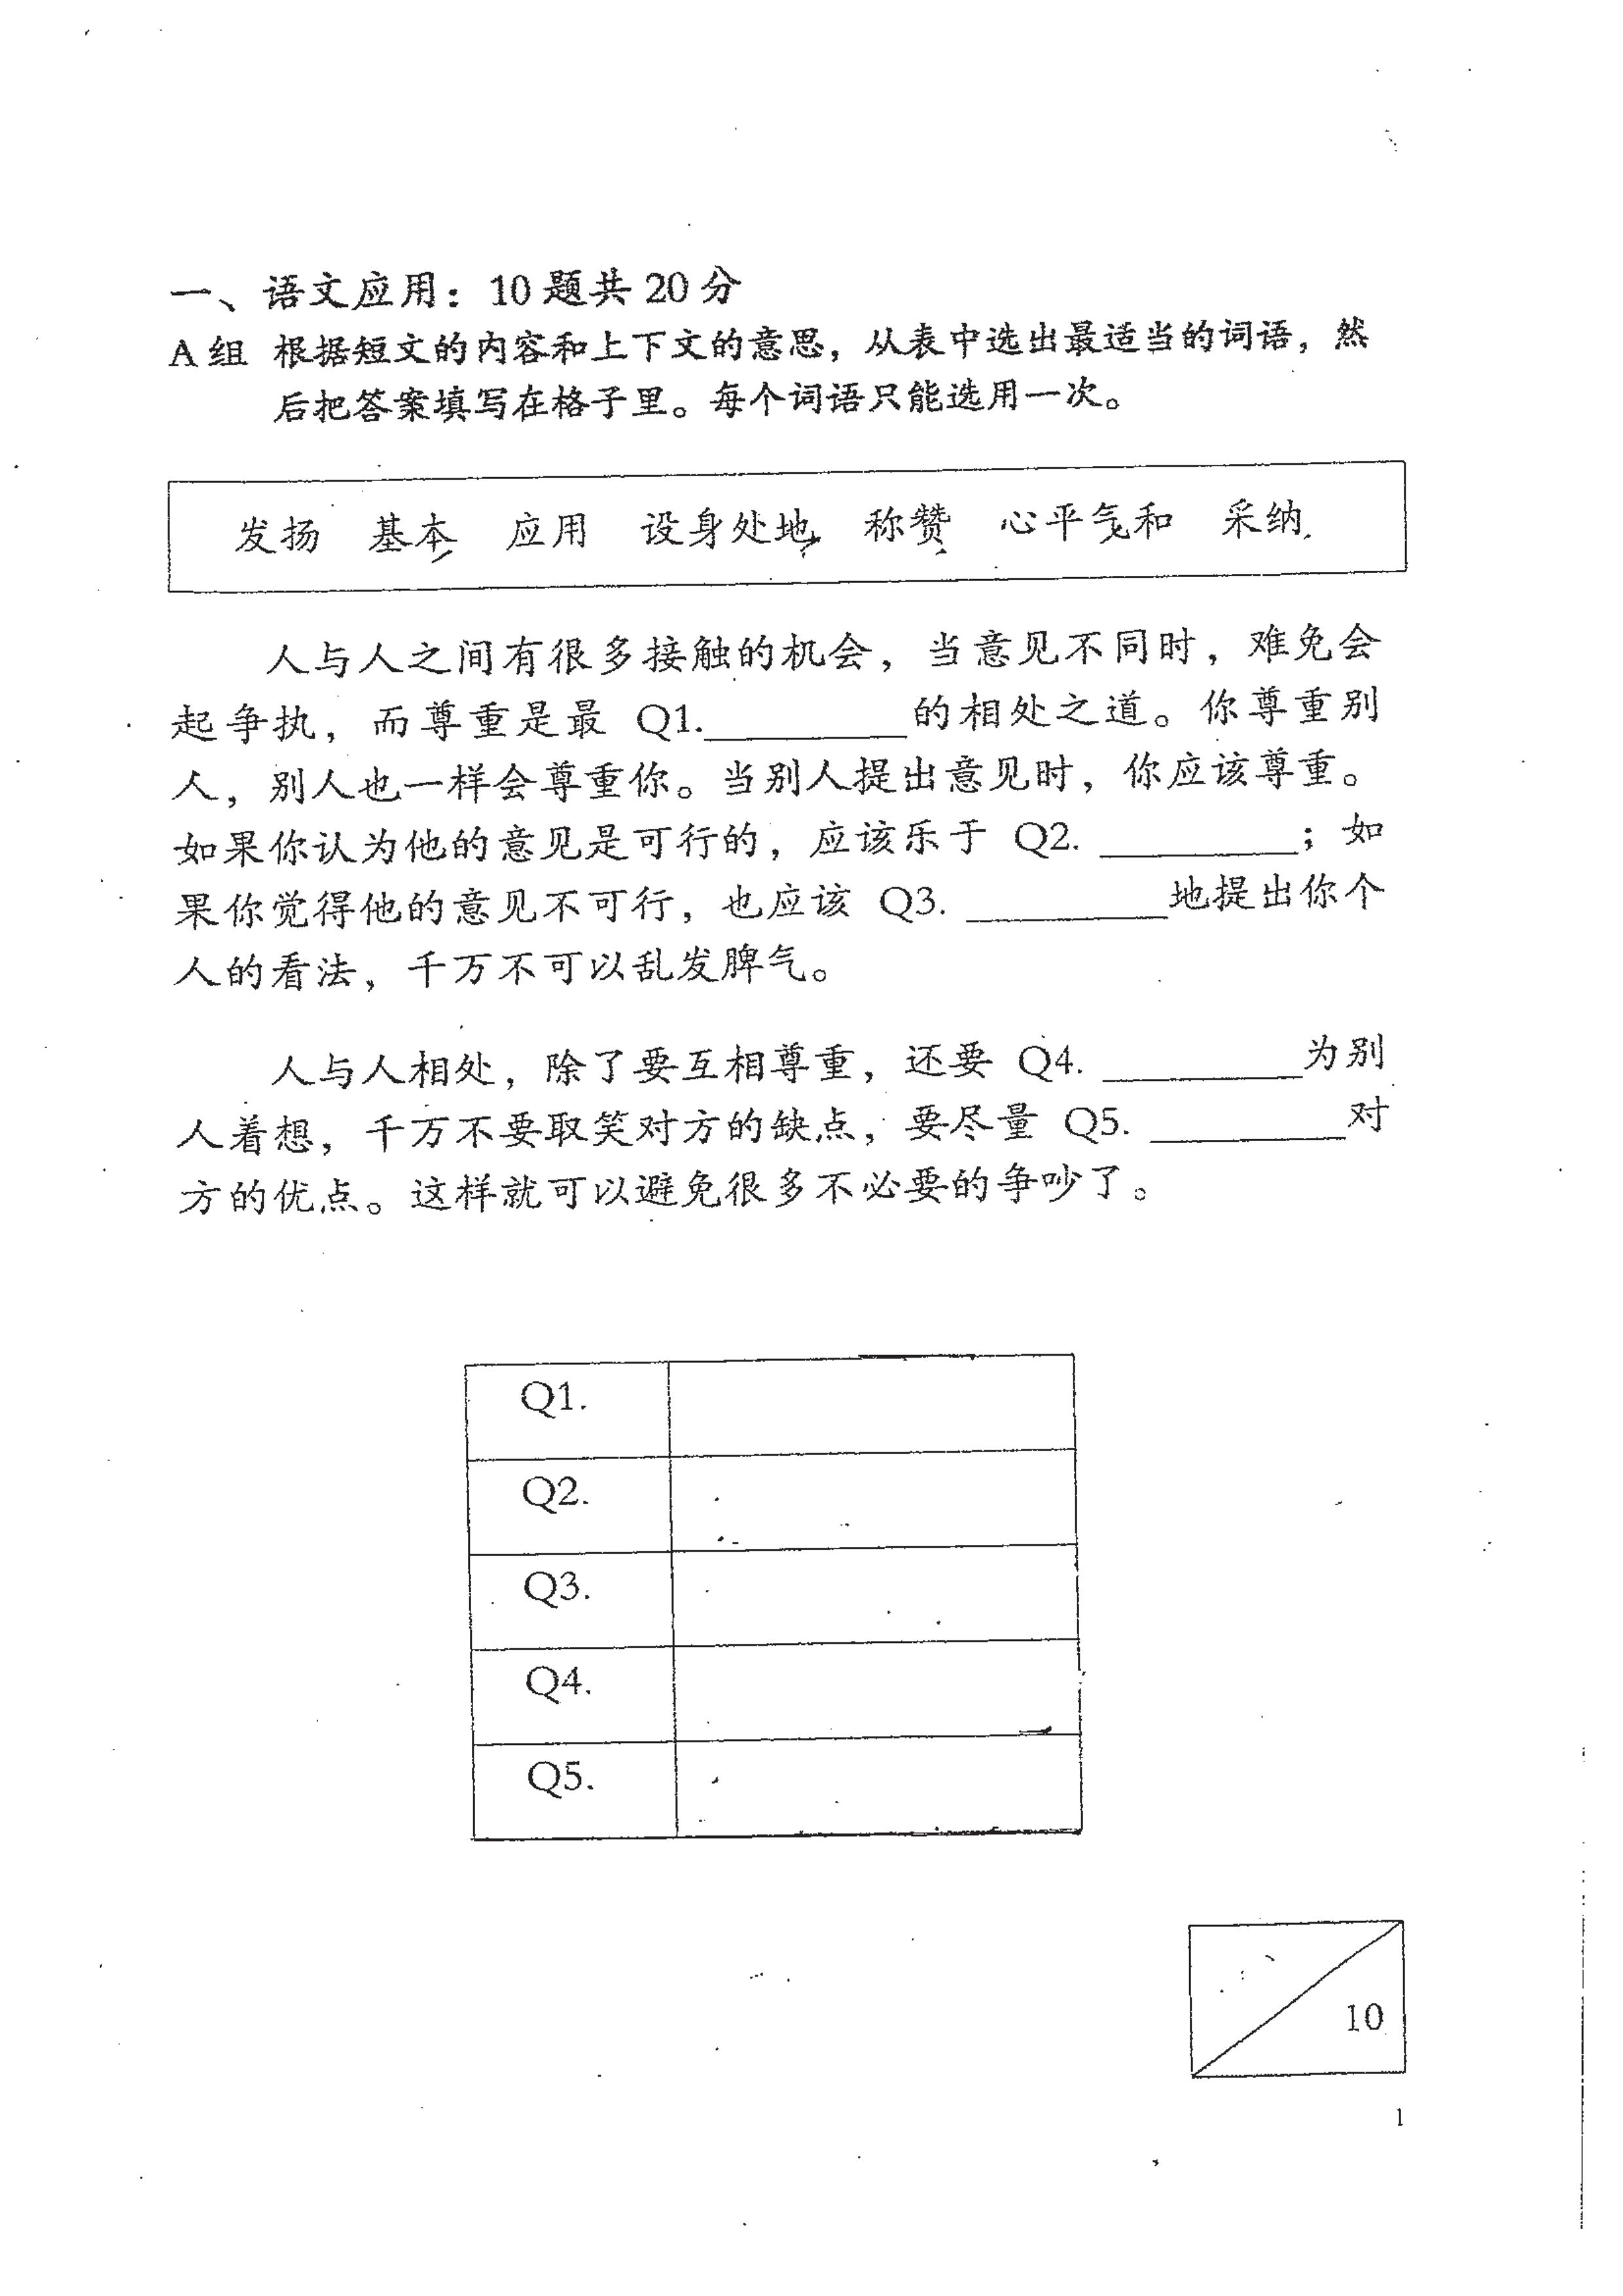 一、语文应用：10题共20分
A组 根据短文的内容和上下文的意思，从表中选出最适当的词语，然
后把答案填写在格子里。每个词语只能选用一次。
发扬 基本 应用 设身处地 称赞 心平气和 采纳
人与人之间有很多接触的机会，当意见不同时，难免会
起争执，而尊重是最 Q1.________的相处之道。你尊重别
人，别人也一样会尊重你。当别人提出意见时，你应该尊重。
如果你认为他的意见是可行的，应该乐于 Q2. ________；如
果你觉得他的意见不可行，也应该 Q3. ________地提出你个
人的看法，千万不可以乱发脾气。
人与人相处，除了要互相尊重，还要 Q4. ________为别
人着想，千万不要取笑对方的缺点，要尽量 Q5. ________对
方的优点。这样就可以避免很多不必要的争吵了。
Q1.
Q2.
Q3.
Q4.
Q5.
10
1